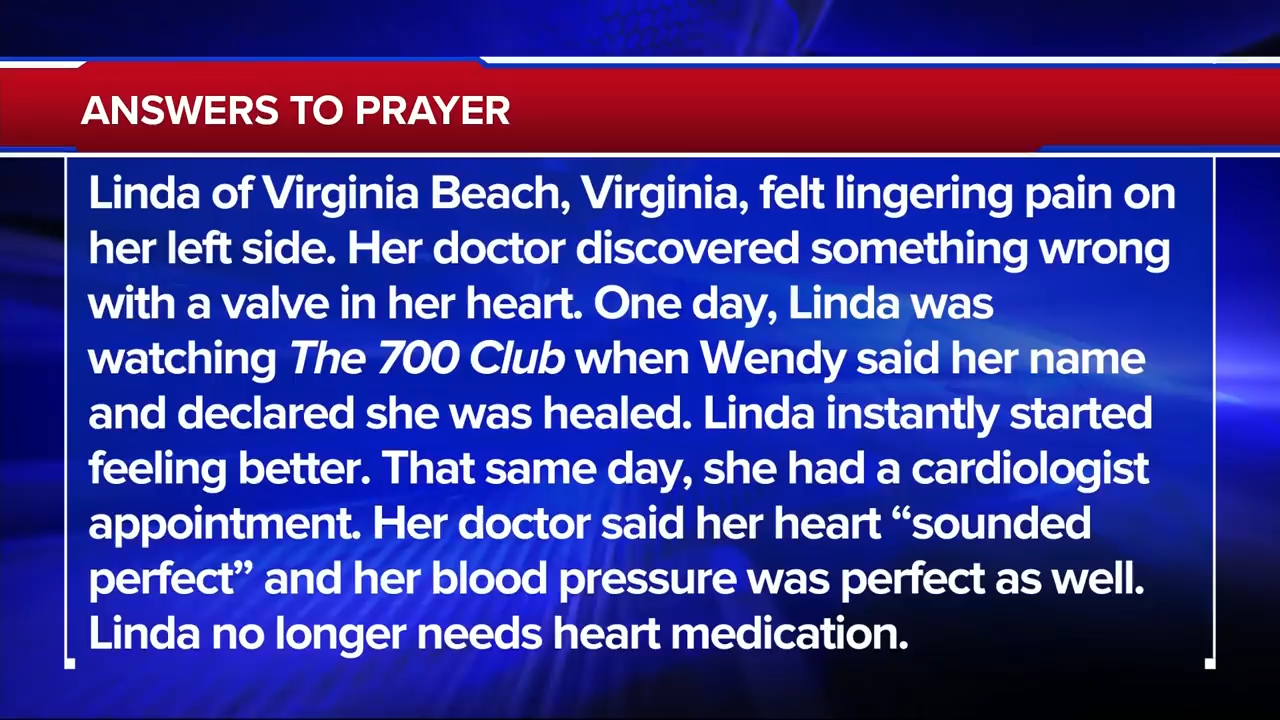 ANSWERS TO PRAYER
Linda of Virginia Beach, Virginia, felt lingering pain on
her left side. Her doctor discovered something wrong
with a valve in her heart. One day, Linda was
watching The 700 Club when Wendy said her name
and declared she was healed. Linda instantly started
feeling better. That same day, she had a cardiologist
appointment. Her doctor said her heart “sounded
perfect” and her blood pressure was perfect as well.
Linda no longer needs heart medication.